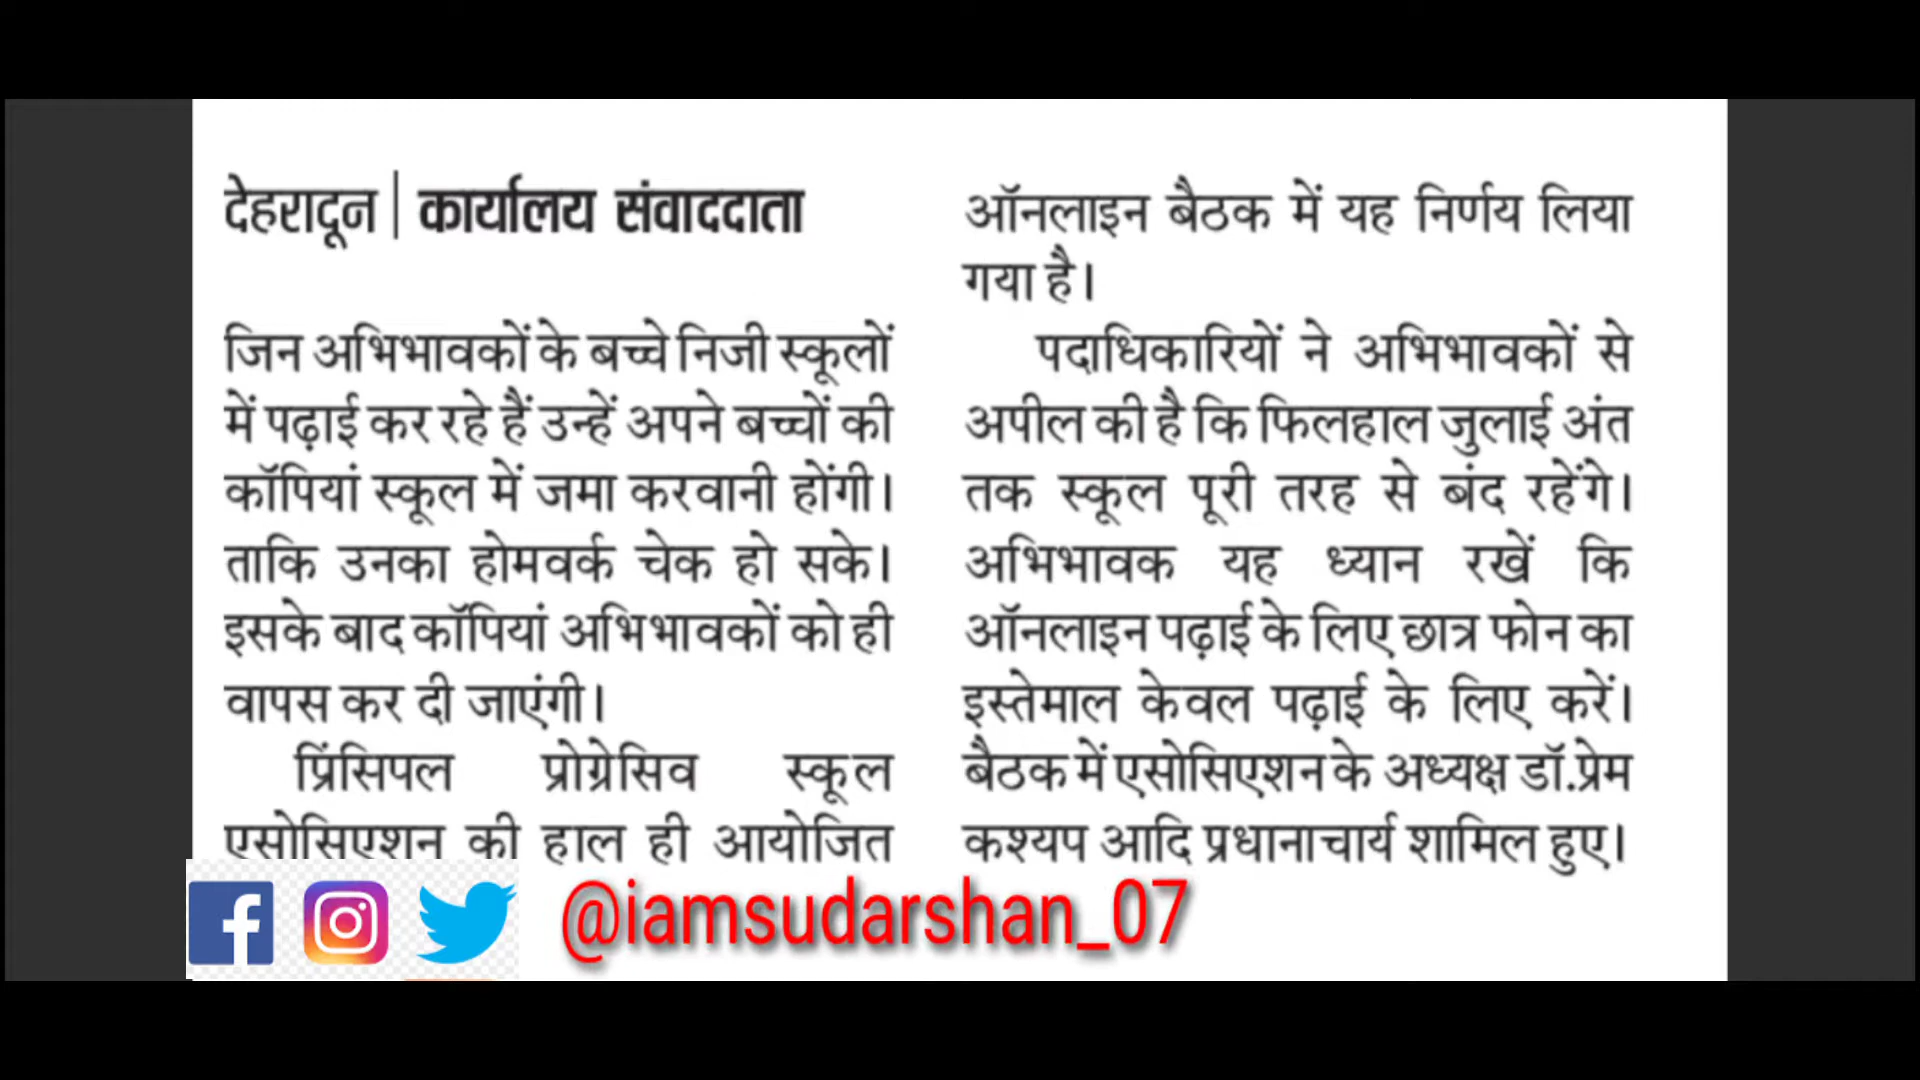 देहरादून | कार्यालय संवाददाता
जिन अभिभावकों के बच्चे निजी स्कूलों
में पढ़ाई कर रहे हैं उन्हें अपने बच्चों की
कॉपियां स्कूल में जमा करवानी होंगी।
ताकि उनका होमवर्क चेक हो सके।
इसके बाद कॉपियां अभिभावकों को ही
वापस कर दी जाएंगी।
प्रिंसिपल प्रोग्रेसिव स्कूल
एसोसिएशन की हाल ही आयोजित
ऑनलाइन बैठक में यह निर्णय लिया
गया है।
पदाधिकारियों ने अभिभावकों से
अपील की है कि फिलहाल जुलाई अंत
तक स्कूल पूरी तरह से बंद रहेंगे।
अभिभावक यह ध्यान रखें कि
ऑनलाइन पढ़ाई के लिए छात्र फोन का
इस्तेमाल केवल पढ़ाई के लिए करें।
बैठक में एसोसिएशन के अध्यक्ष डॉ.प्रेम
कश्यप आदि प्रधानाचार्य शामिल हुए।
@iamsudarshan_07